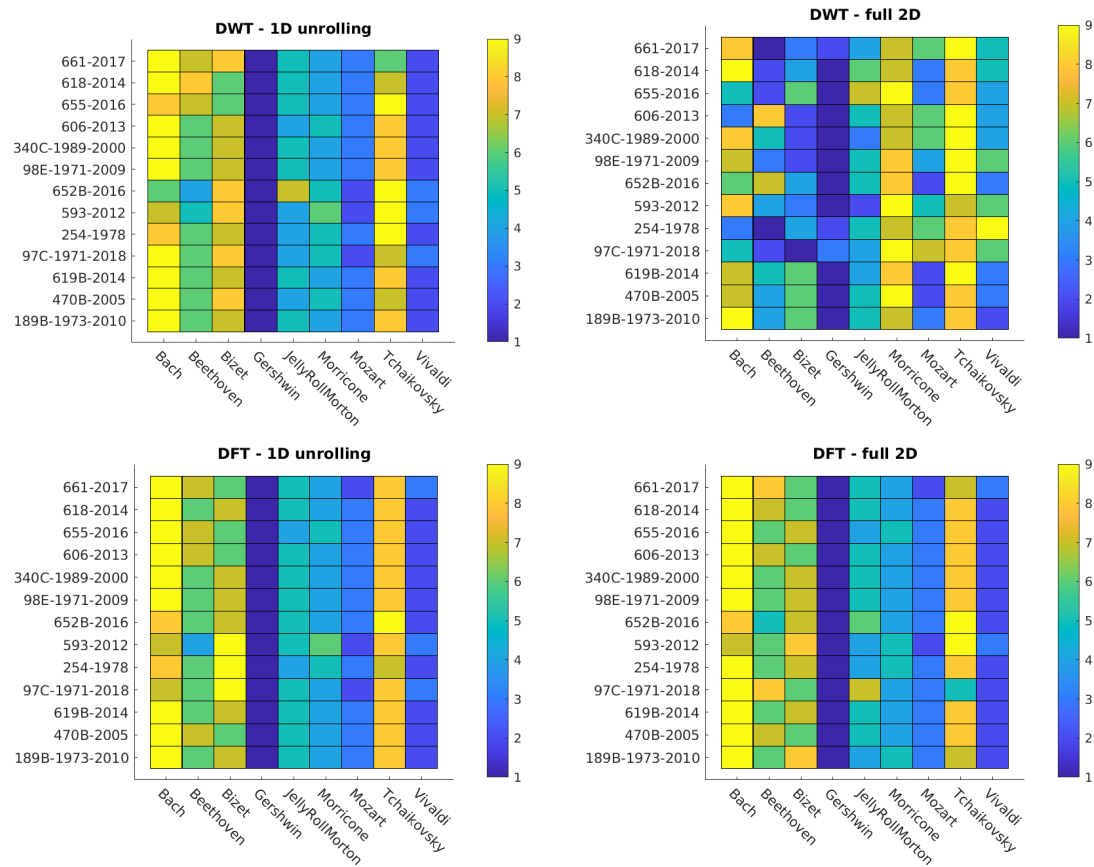 DWT - 1D unrolling
661-2017
618-2014
655-2016
606-2013
340C-1989-2000
98E-1971-2009
652B-2016
593-2012
254-1978
97C-1971-2018
619B-2014
470B-2005
189B-1973-2010
Bach
Beethoven
Bizet
Gershwin
JellyRollMorton
Morricone
Mozart
Tchaikovsky
Vivaldi
9
8
7
6
5
4
3
2
1
DWT - full 2D
661-2017
618-2014
655-2016
606-2013
340C-1989-2000
98E-1971-2009
652B-2016
593-2012
254-1978
97C-1971-2018
619B-2014
470B-2005
189B-1973-2010
Bach
Beethoven
Bizet
Gershwin
JellyRollMorton
Morricone
Mozart
Tchaikovsky
Vivaldi
9
8
7
6
5
4
3
2
1
DFT - 1D unrolling
661-2017
618-2014
655-2016
606-2013
340C-1989-2000
98E-1971-2009
652B-2016
593-2012
254-1978
97C-1971-2018
619B-2014
470B-2005
189B-1973-2010
Bach
Beethoven
Bizet
Gershwin
JellyRollMorton
Morricone
Mozart
Tchaikovsky
Vivaldi
9
8
7
6
5
4
3
2
1
DFT - full 2D
661-2017
618-2014
655-2016
606-2013
340C-1989-2000
98E-1971-2009
652B-2016
593-2012
254-1978
97C-1971-2018
619B-2014
470B-2005
189B-1973-2010
Bach
Beethoven
Bizet
Gershwin
JellyRollMorton
Morricone
Mozart
Tchaikovsky
Vivaldi
9
8
7
6
5
4
3
2
1